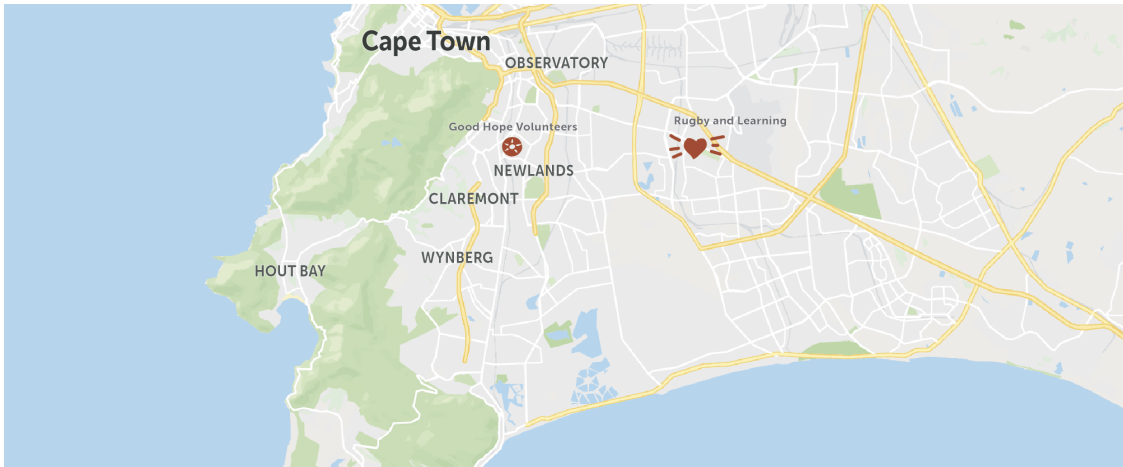 Cape Town
OBSERVATORY
Rugby and Learning
Good Hope Volunteers
NEWLANDS
CLAREMONT
WYNBERG
HOUT BAY